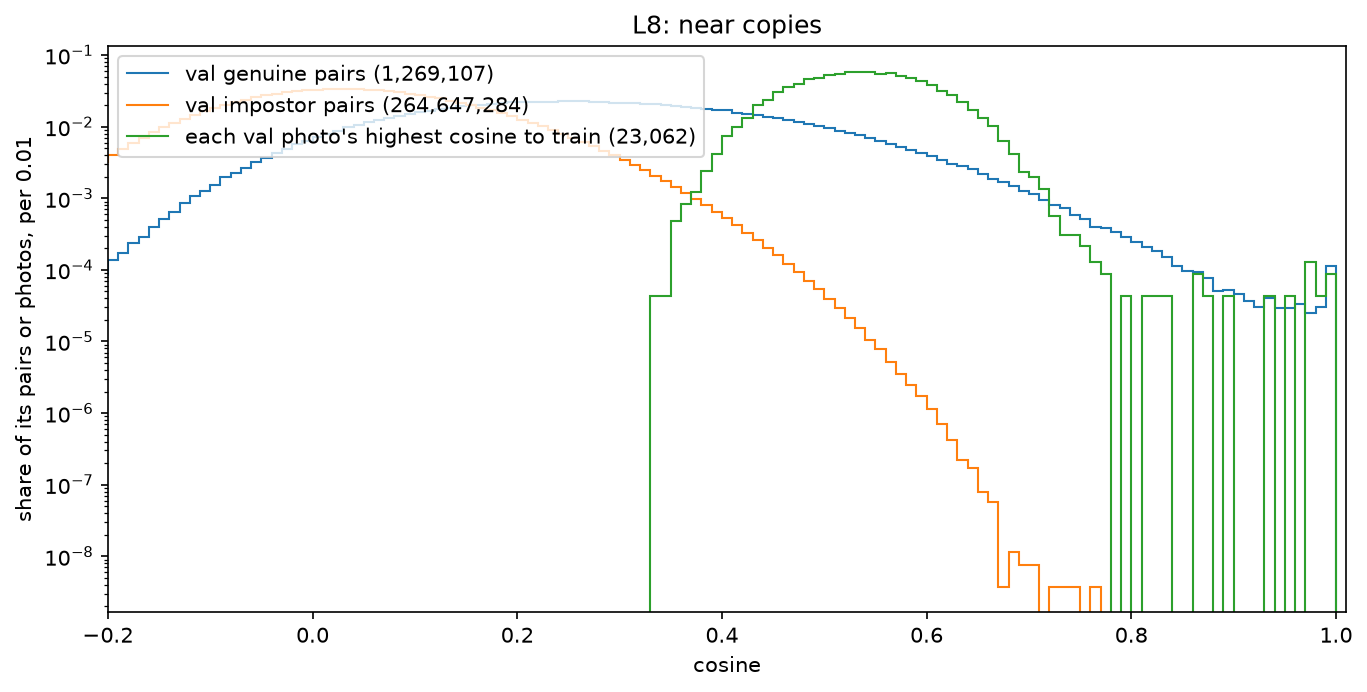 L8: near copies
val genuine pairs (1,269,107)
val impostor pairs (264,647,284)
each val photo's highest cosine to train (23,062)
share of its pairs or photos, per 0.01
10⁻¹
10⁻²
10⁻³
10⁻⁴
10⁻⁵
10⁻⁶
10⁻⁷
10⁻⁸
−0.2
0.0
0.2
0.4
0.6
0.8
1.0
cosine